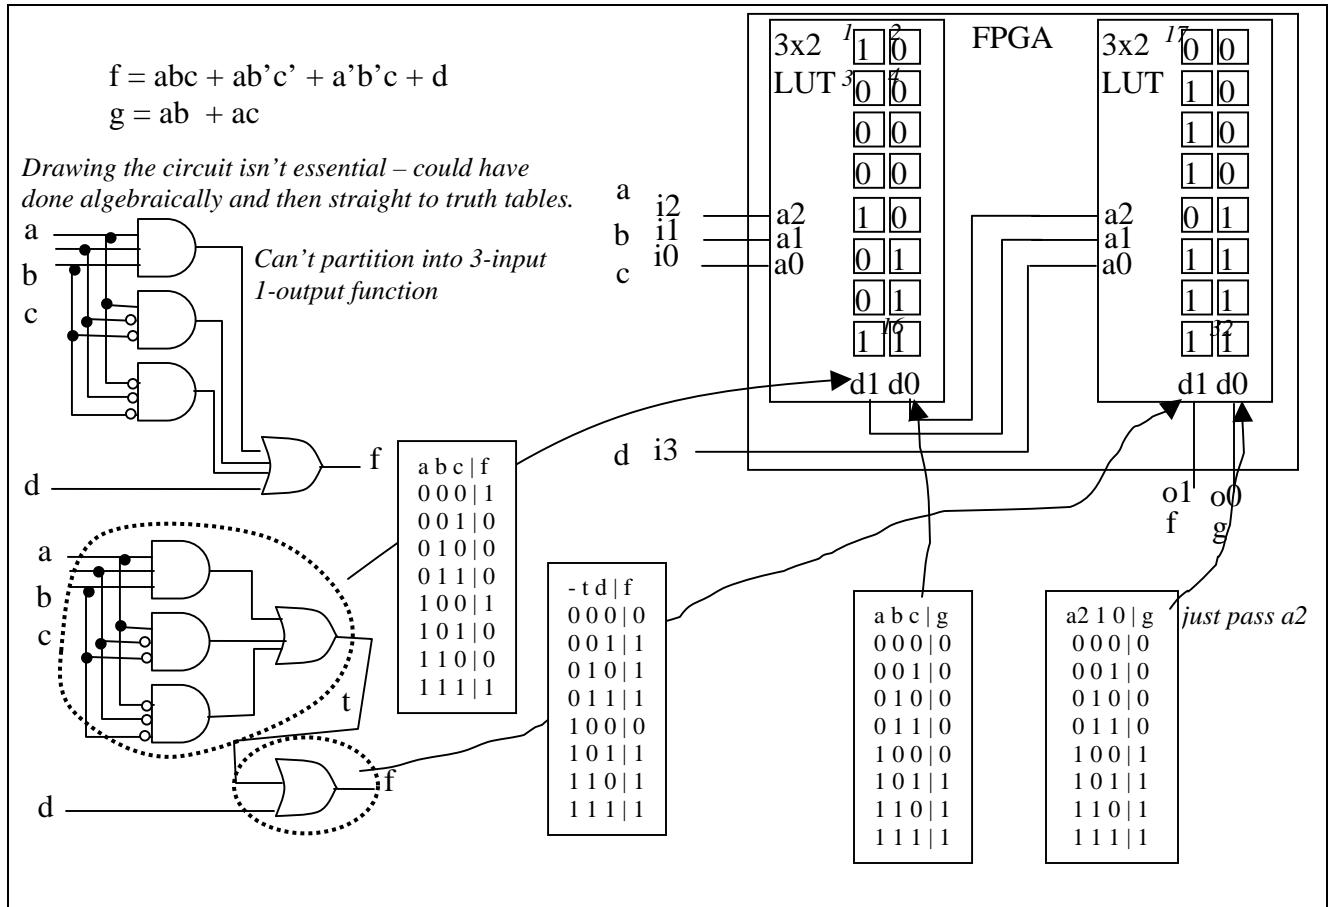 f = abc + ab’c’ + a’b’c + d
g = ab + ac
Drawing the circuit isn’t essential – could have
done algebraically and then straight to truth tables.
a
b
c
Can’t partition into 3-input
1-output function
d
f
a
b
c
t
d
f
a b c | f
0 0 0 | 1
0 0 1 | 0
0 1 0 | 0
0 1 1 | 0
1 0 0 | 1
1 0 1 | 0
1 1 0 | 0
1 1 1 | 1
- t d | f
0 0 0 | 0
0 0 1 | 1
0 1 0 | 1
0 1 1 | 1
1 0 0 | 0
1 0 1 | 1
1 1 0 | 1
1 1 1 | 1
FPGA
a i2
b i1
c i0
d i3
3x2
LUT
1 2
1 0
3 4
0 0
0 0
0 0
1 0
0 1
0 1
16
1 1
a2
a1
a0
d1 d0
3x2
LUT
17
0 0
1 0
1 0
1 0
0 1
1 1
1 1
32
1 1
a2
a1
a0
d1 d0
o1 o0
f g
a b c | g
0 0 0 | 0
0 0 1 | 0
0 1 0 | 0
0 1 1 | 0
1 0 0 | 0
1 0 1 | 1
1 1 0 | 1
1 1 1 | 1
a2 1 0 | g
0 0 0 | 0
0 0 1 | 0
0 1 0 | 0
0 1 1 | 0
1 0 0 | 1
1 0 1 | 1
1 1 0 | 1
1 1 1 | 1
just pass a2